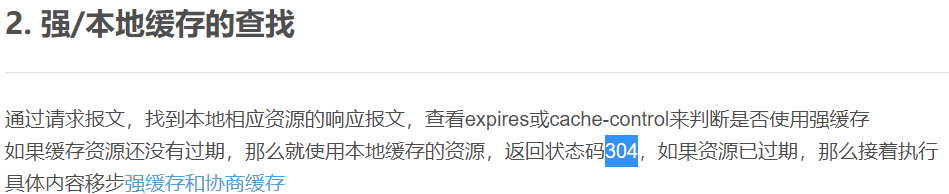 2. 强/本地缓存的查找
通过请求报文，找到本地相应资源的响应报文，查看expires或cache-control来判断是否使用强缓存
如果缓存资源还没有过期，那么就使用本地缓存的资源，返回状态码304，如果资源已过期，那么接着执行
具体内容移步强缓存和协商缓存